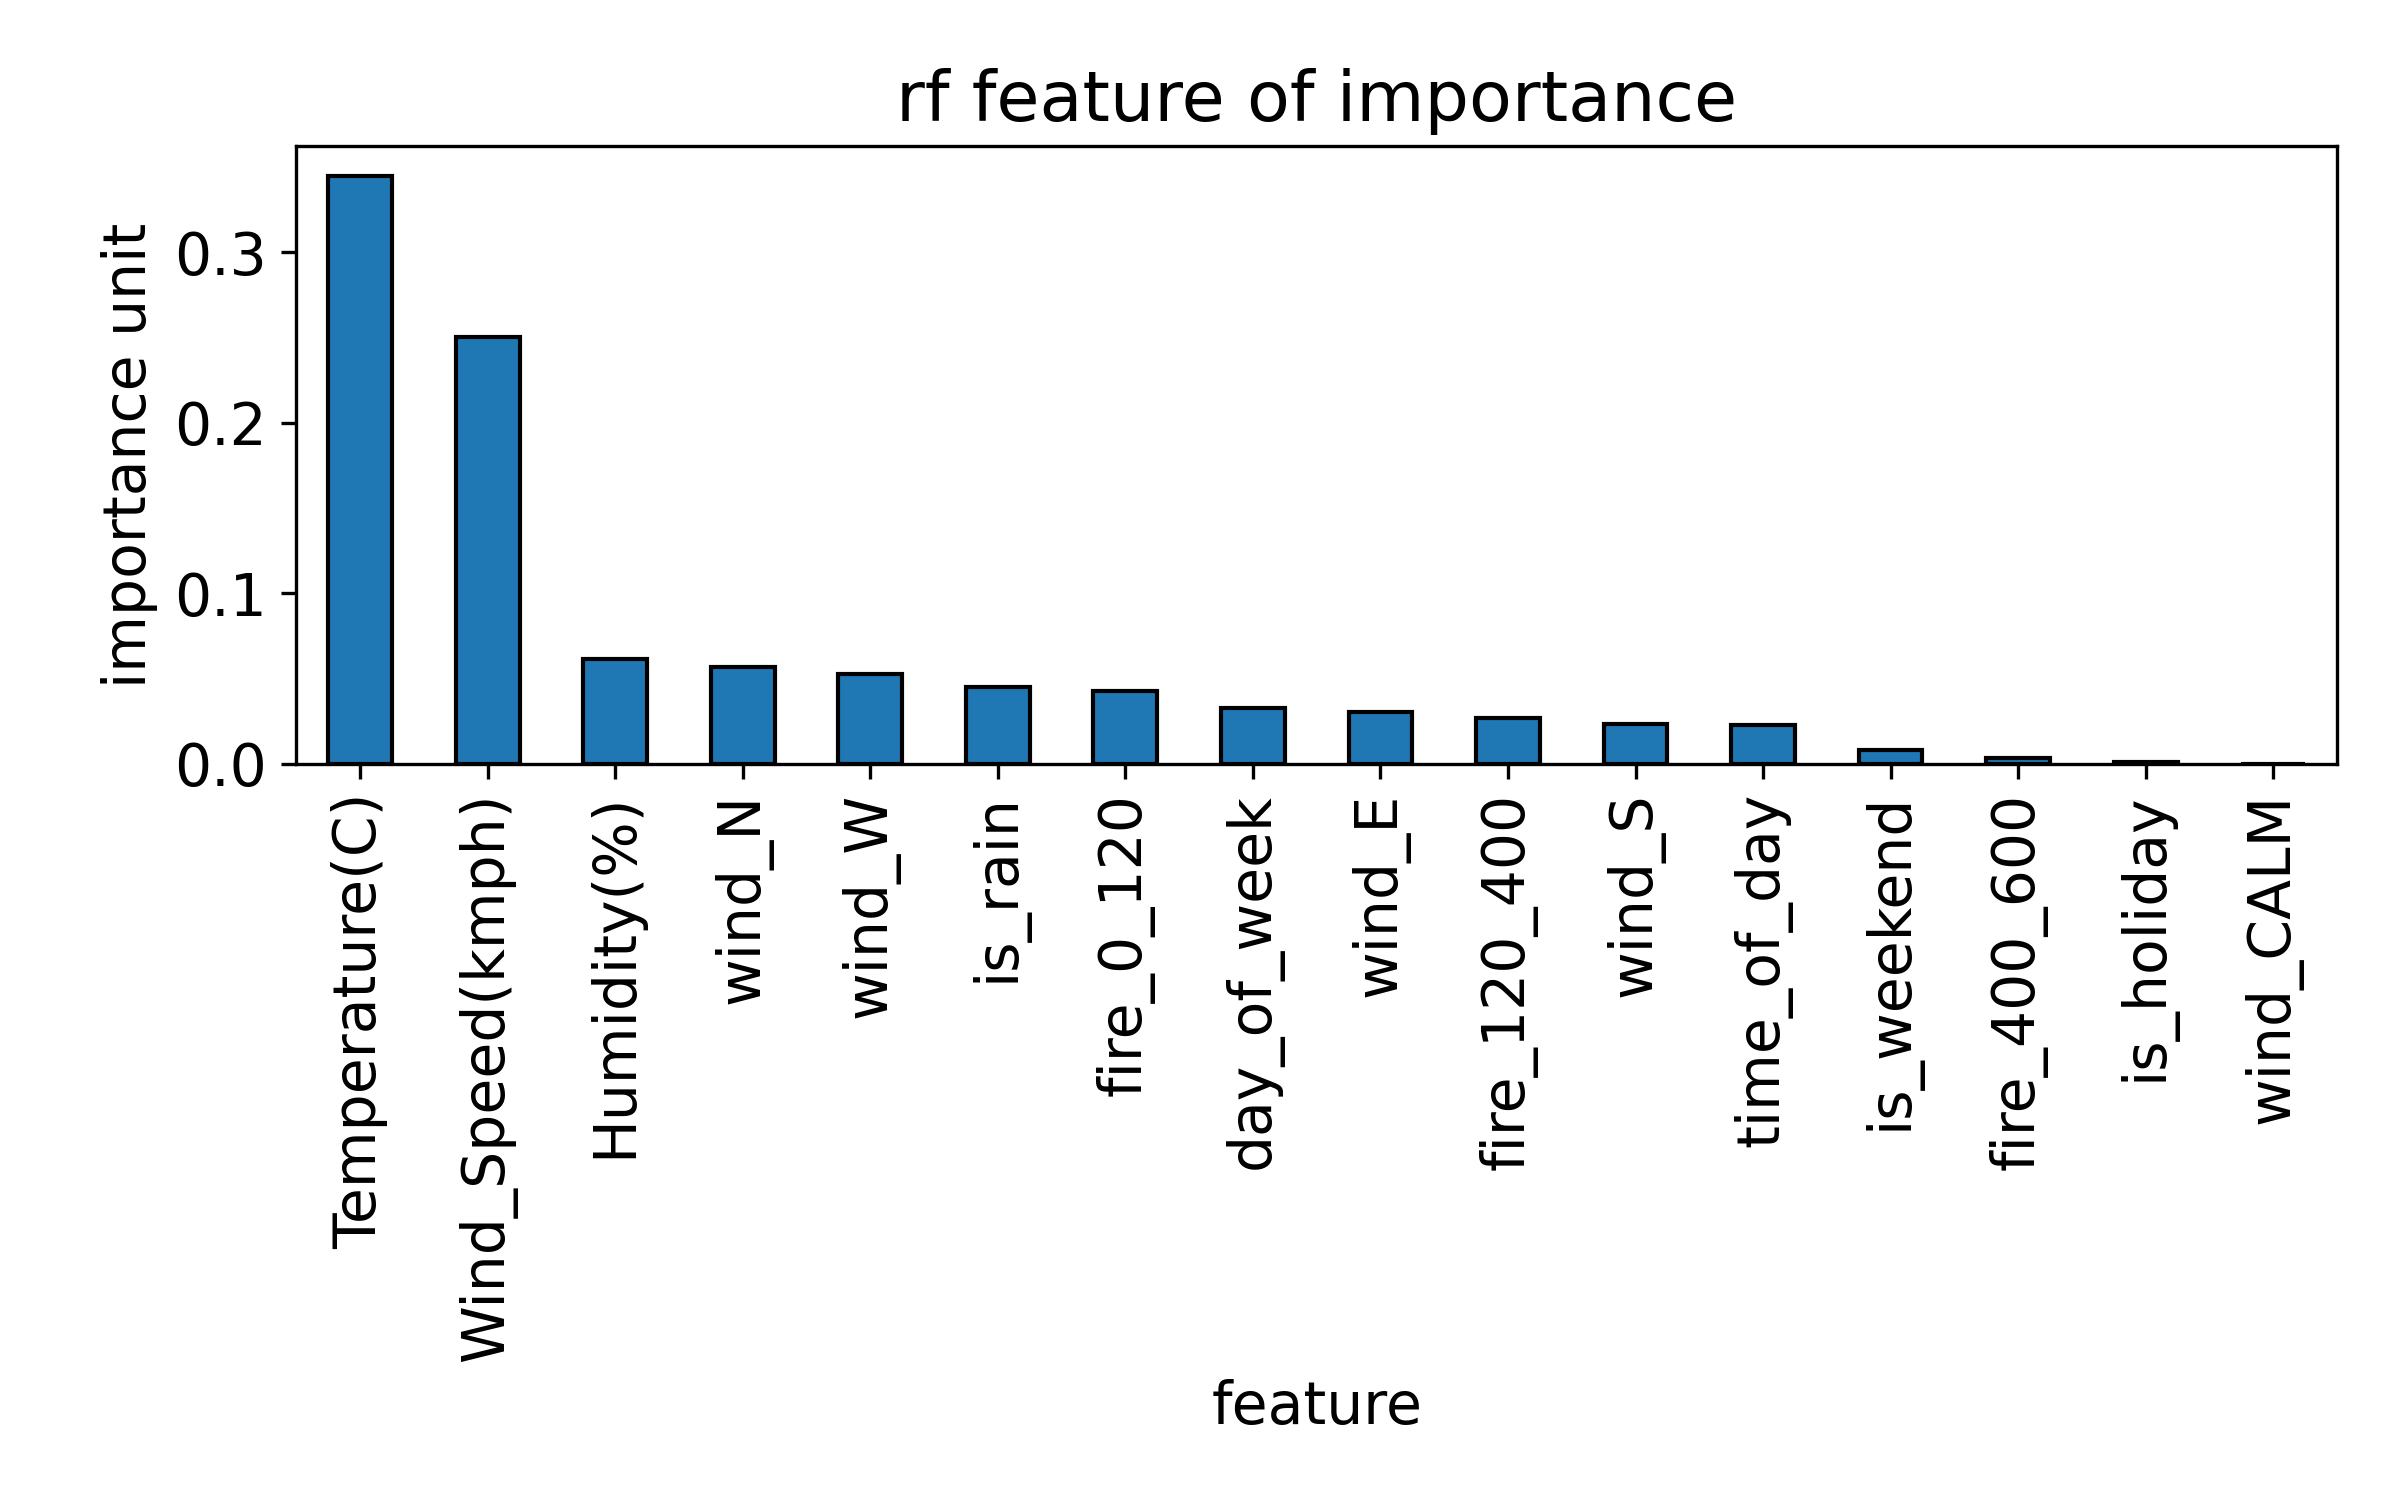 rf feature of importance
importance unit
0.3
0.2
0.1
0.0
Temperature(C)
Wind_Speed(kmph)
Humidity(%)
wind_N
wind_W
is_rain
fire_0_120
day_of_week
wind_E
fire_120_400
wind_S
time_of_day
is_weekend
fire_400_600
is_holiday
wind_CALM
feature